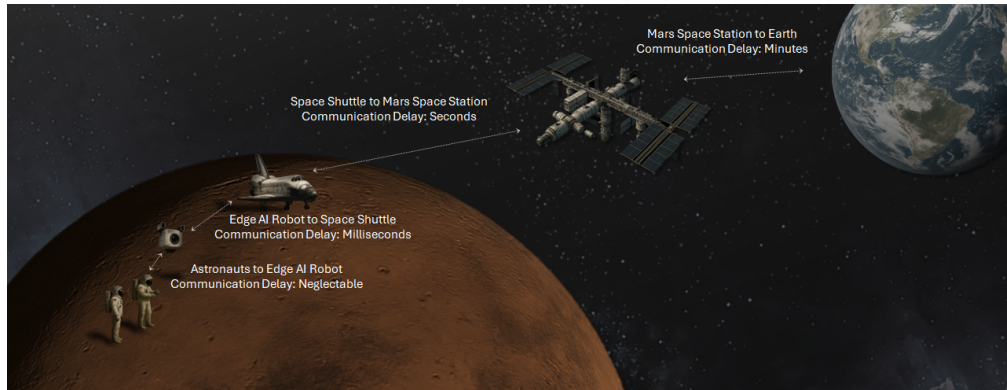 Mars Space Station to Earth
Communication Delay: Minutes
Space Shuttle to Mars Space Station
Communication Delay: Seconds
Edge AI Robot to Space Shuttle
Communication Delay: Milliseconds
Astronauts to Edge AI Robot
Communication Delay: Neglectable